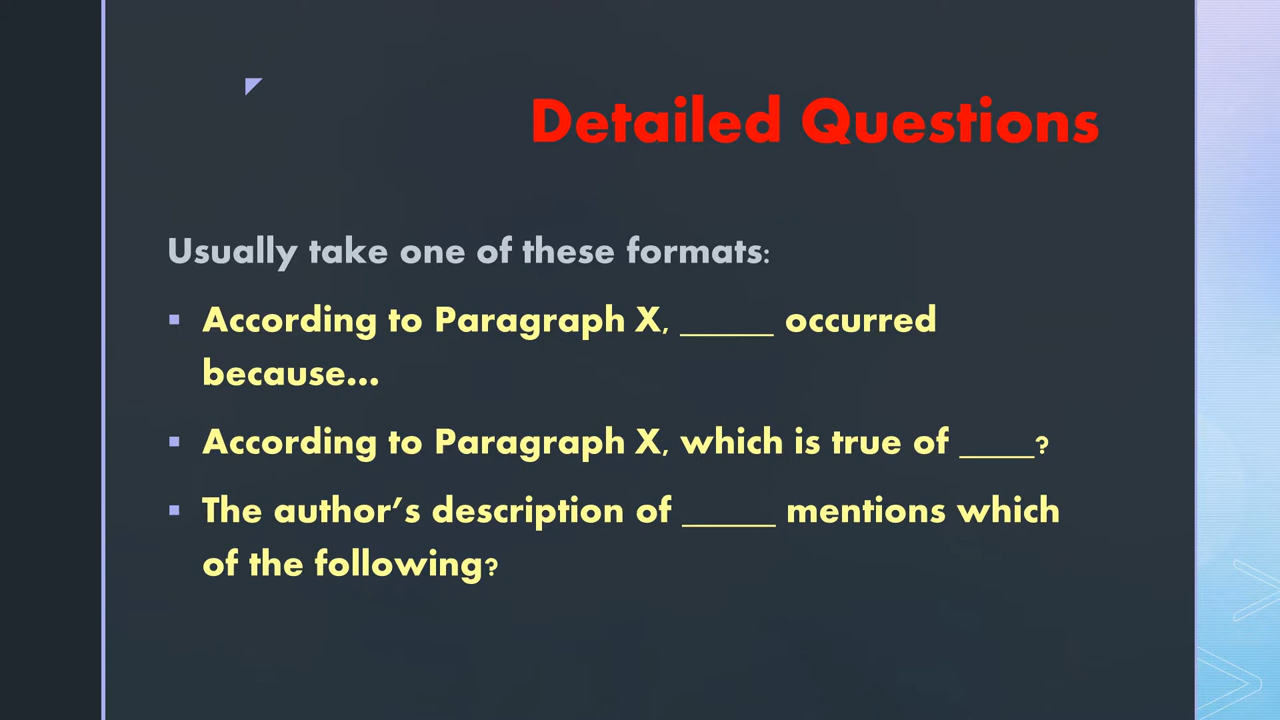 Detailed Questions
Usually take one of these formats:
▪ According to Paragraph X, _____ occurred
because...
▪ According to Paragraph X, which is true of ____?
▪ The author’s description of _____ mentions which
of the following?